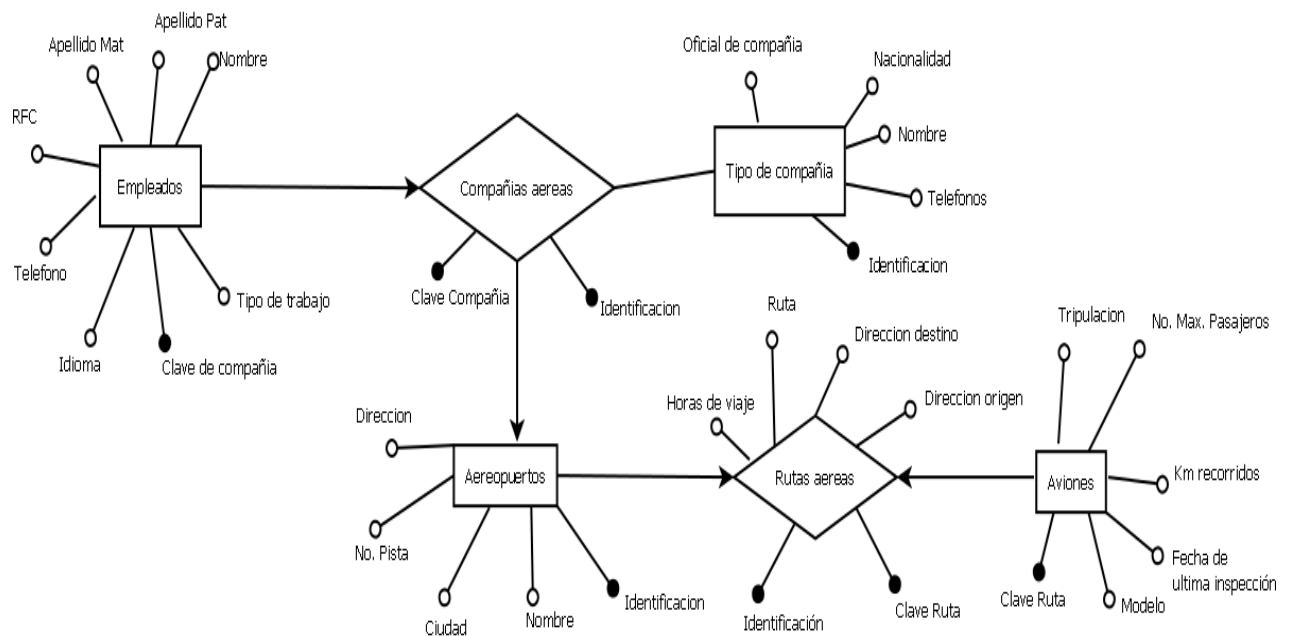 Apellido Pat
Apellido Mat
Nombre
RFC
Empleados
Telefono
Idioma
Clave de compañia
Tipo de trabajo
Compañias aereas
Clave Compañia
Identificacion
Oficial de compañia
Nacionalidad
Nombre
Tipo de compañia
Telefonos
Identificacion
Direccion
Aereopuertos
No. Pista
Ciudad
Nombre
Identificacion
Ruta
Direccion destino
Horas de viaje
Direccion origen
Rutas aereas
Identificación
Clave Ruta
Tripulacion
No. Max. Pasajeros
Aviones
Km recorridos
Fecha de
ultima inspección
Clave Ruta
Modelo